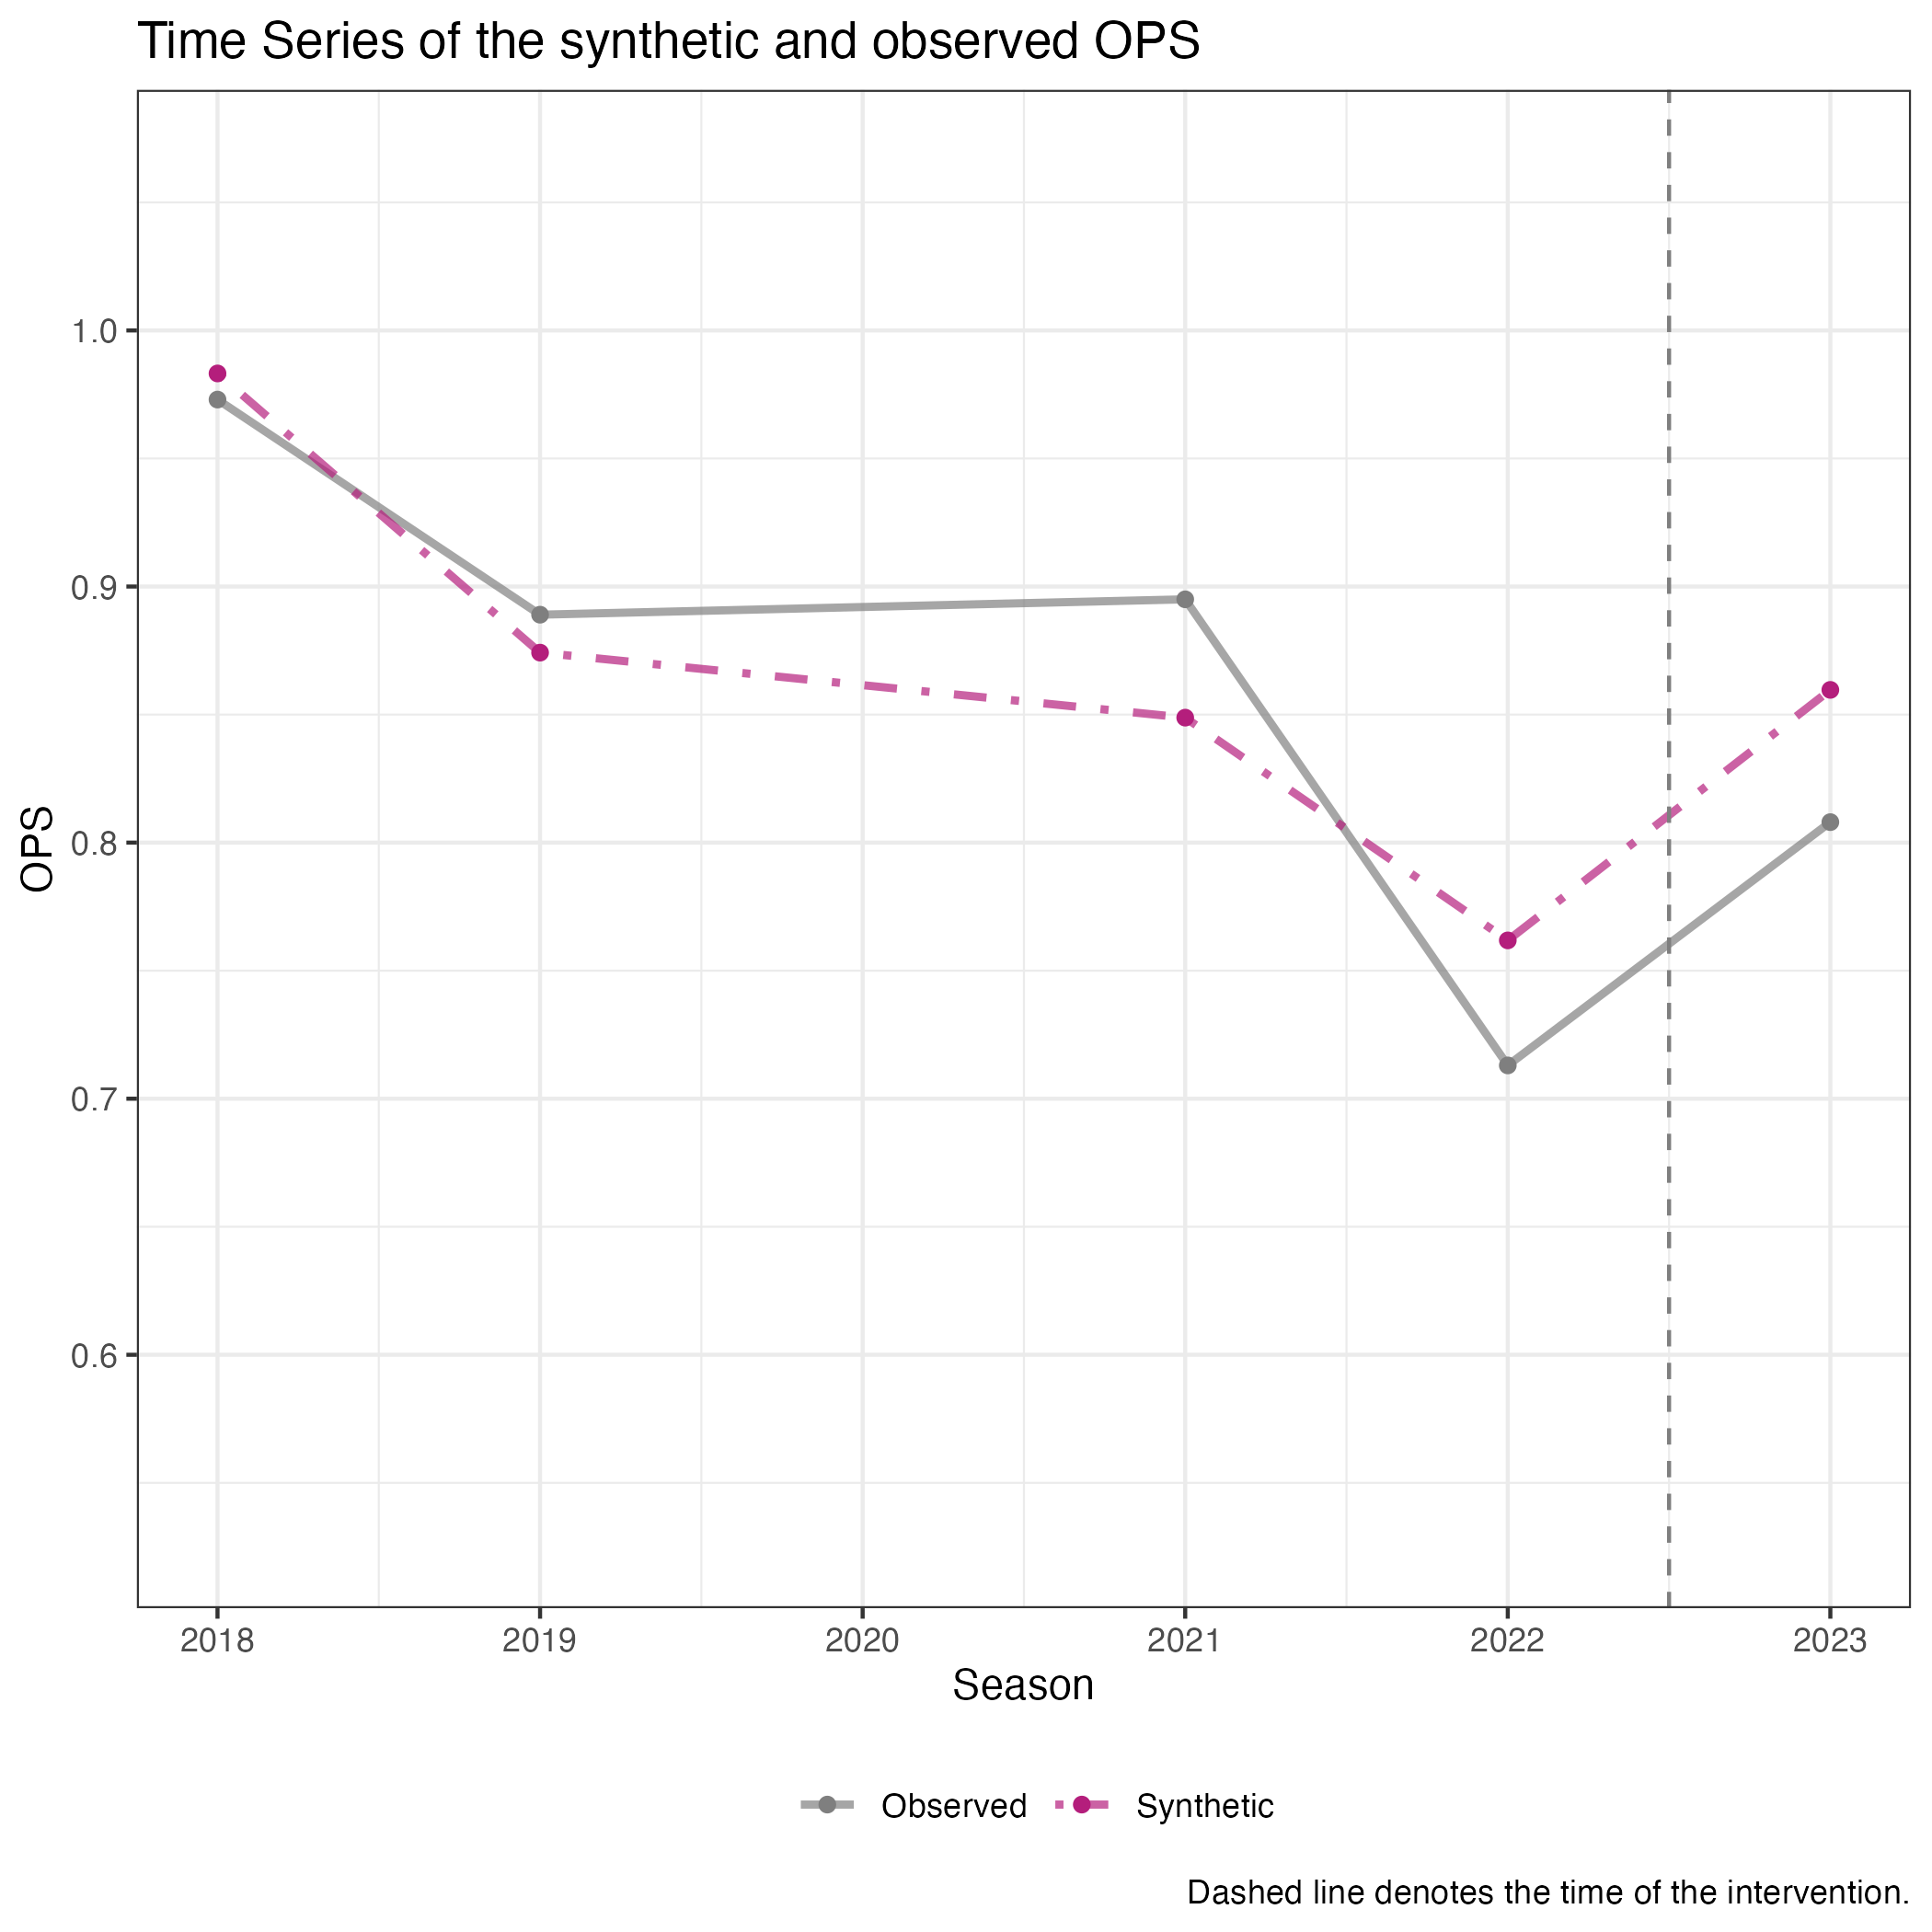 Time Series of the synthetic and observed OPS
1.0
0.9
0.8
0.7
0.6
OPS
2018 2019 2020 2021 2022 2023
Season
Observed Synthetic
Dashed line denotes the time of the intervention.